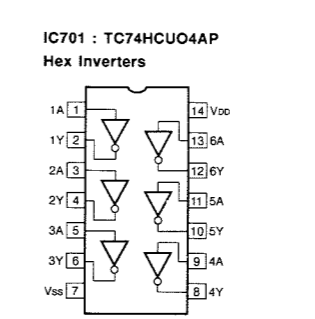 IC701 : TC74HCUO4AP
Hex Inverters
1A 1 14 VDD
1Y 2 13 6A
2A 3 12 6Y
2Y 4 11 5A
3A 5 10 5Y
3Y 6 9 4A
Vss 7 8 4Y